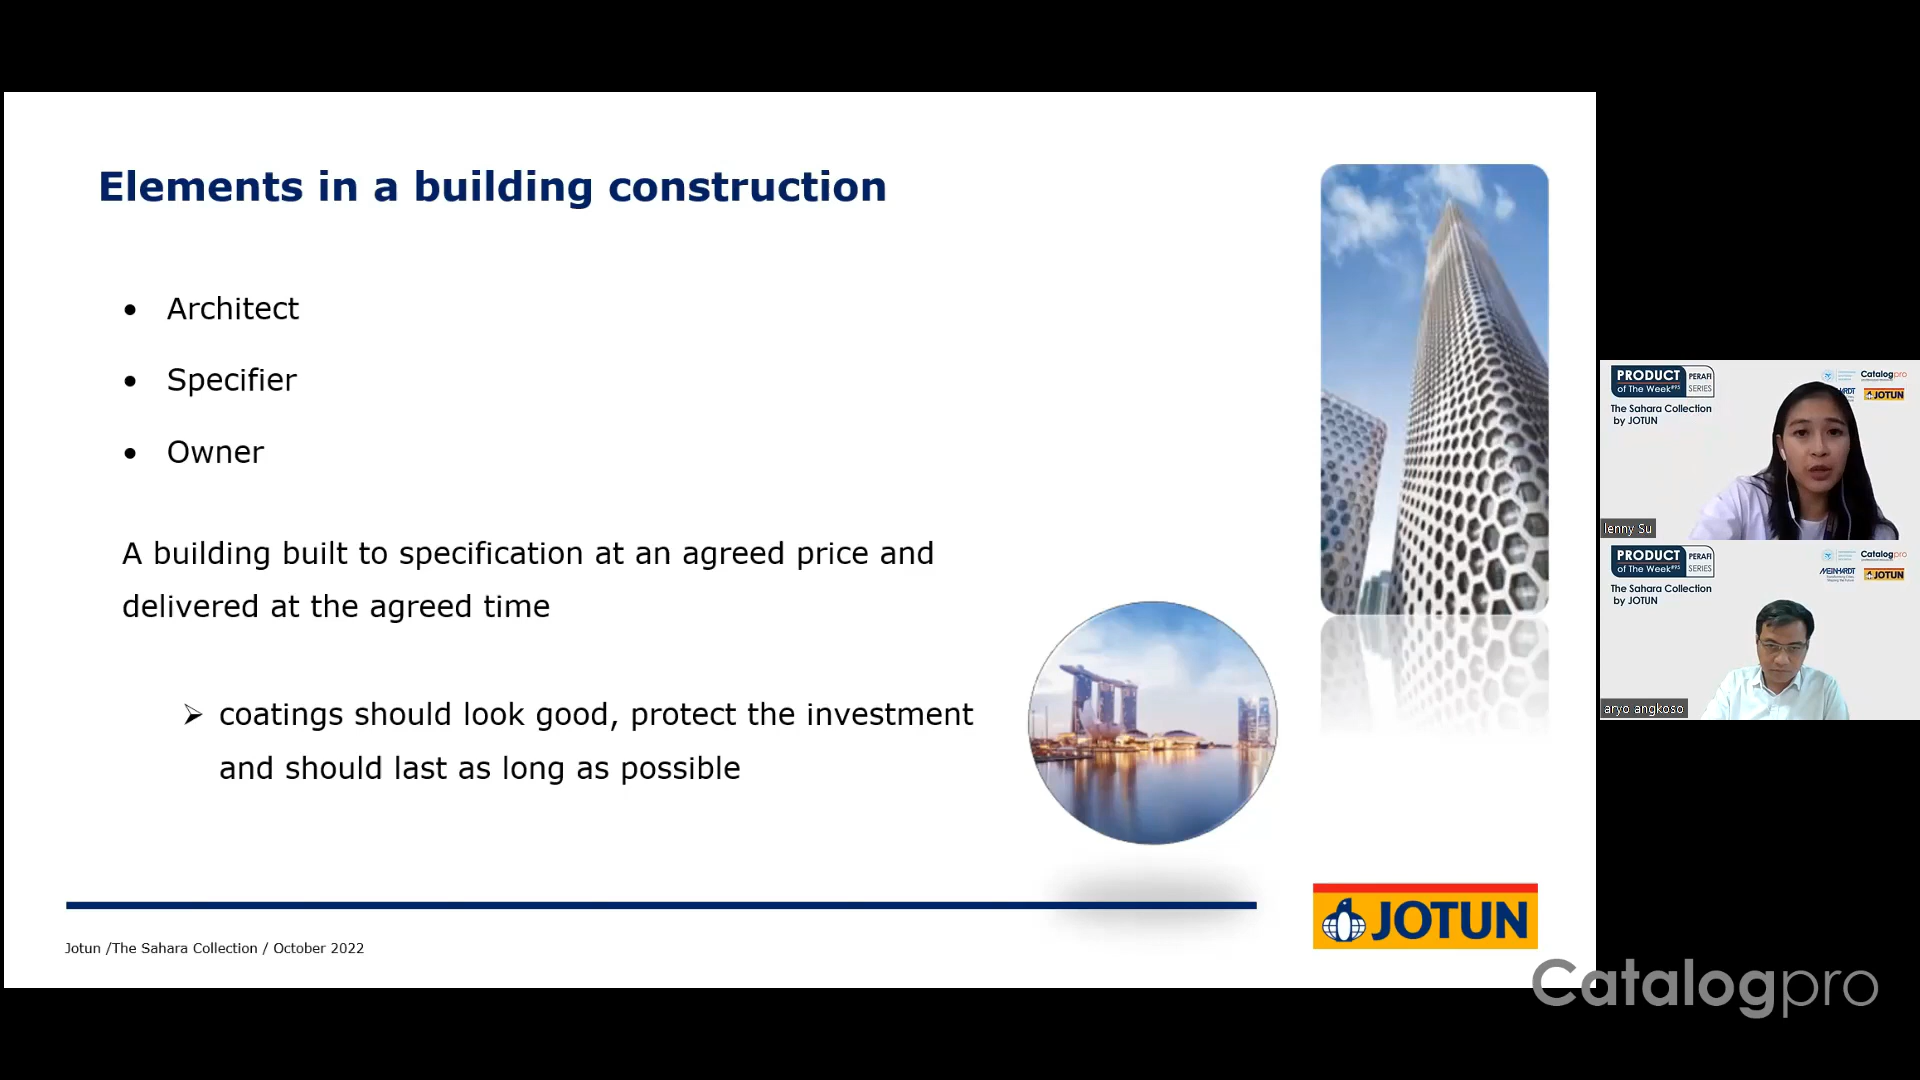 Elements in a building construction
• Architect
• Specifier
• Owner
A building built to specification at an agreed price and
delivered at the agreed time
➢ coatings should look good, protect the investment
and should last as long as possible
JOTUN
Jotun /The Sahara Collection / October 2022
PRODUCT
of The Week
PERAFI
SERIES
Catalogpro
JOTUN
The Sahara Collection
by JOTUN
lenny Su
PRODUCT
of The Week
PERAFI
SERIES
Catalogpro
MEINHARDT
JOTUN
The Sahara Collection
by JOTUN
aryo angkoso
Catalogpro